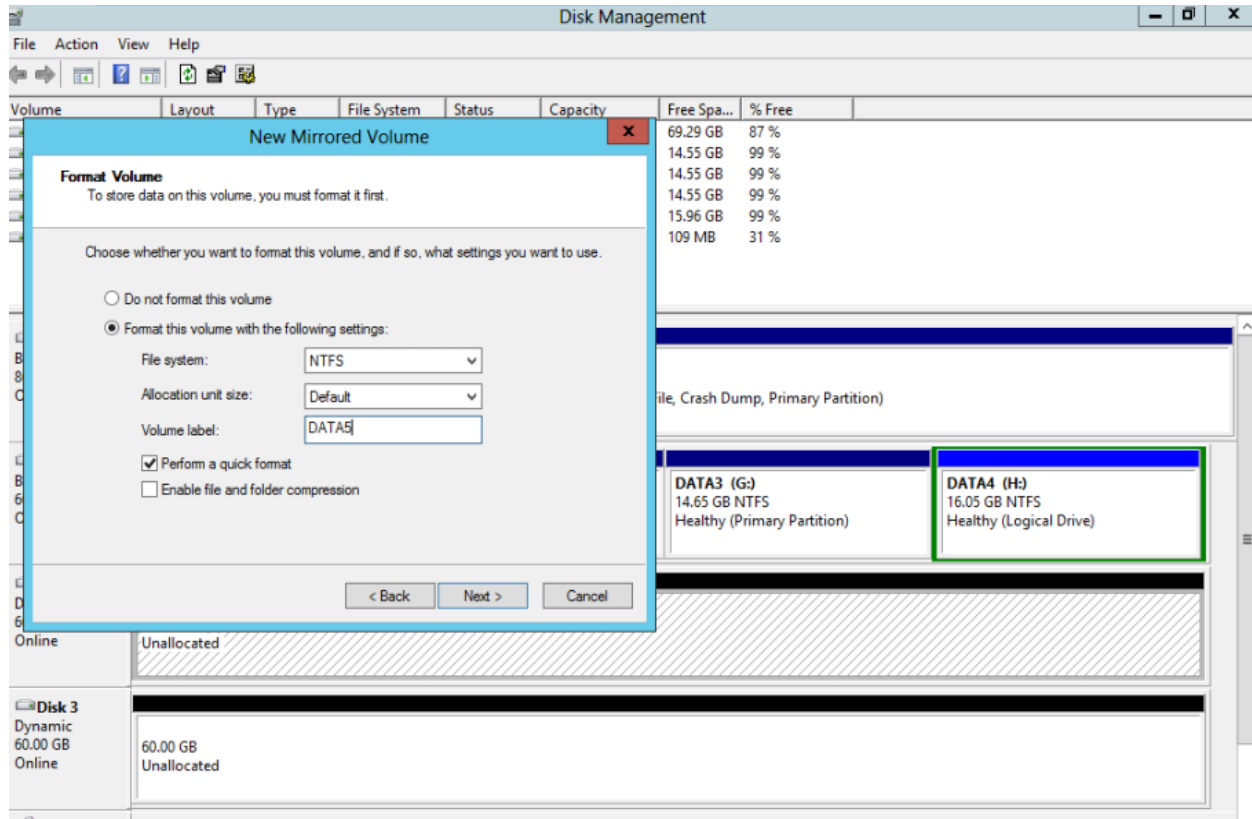 Disk Management
File Action View Help
Volume Layout Type File System Status Capacity Free Spa... % Free
69.29 GB 87 %
14.55 GB 99 %
14.55 GB 99 %
14.55 GB 99 %
15.96 GB 99 %
109 MB 31 %
New Mirrored Volume
Format Volume
To store data on this volume, you must format it first.
Choose whether you want to format this volume, and if so, what settings you want to use.
Do not format this volume
Format this volume with the following settings:
File system: NTFS
Allocation unit size: Default
Volume label: DATA5
Perform a quick format
Enable file and folder compression
< Back Next > Cancel
File, Crash Dump, Primary Partition)
DATA3 (G:)
14.65 GB NTFS
Healthy (Primary Partition)
DATA4 (H:)
16.05 GB NTFS
Healthy (Logical Drive)
Online
Unallocated
Disk 3
Dynamic
60.00 GB
Online
60.00 GB
Unallocated